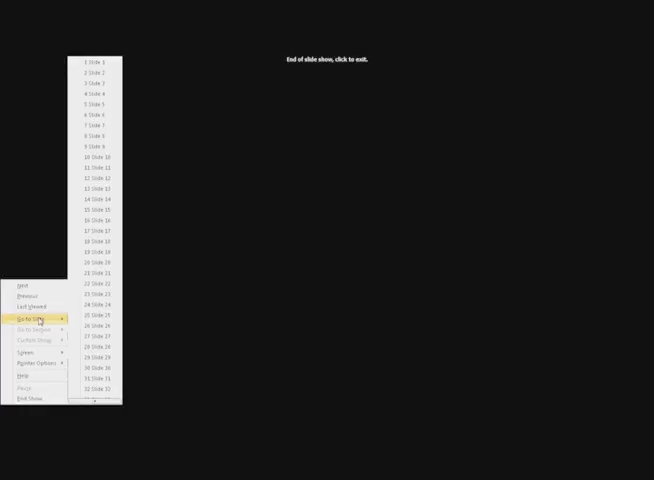 End of slide show, click to exit.
1 Slide 1
2 Slide 2
3 Slide 3
4 Slide 4
5 Slide 5
6 Slide 6
7 Slide 7
8 Slide 8
9 Slide 9
10 Slide 10
11 Slide 11
12 Slide 12
13 Slide 13
14 Slide 14
15 Slide 15
16 Slide 16
17 Slide 17
18 Slide 18
19 Slide 19
20 Slide 20
21 Slide 21
22 Slide 22
23 Slide 23
24 Slide 24
25 Slide 25
26 Slide 26
27 Slide 27
28 Slide 28
29 Slide 29
30 Slide 30
31 Slide 31
32 Slide 32
Next
Previous
Last Viewed
Go to Slide
Go to Section
Custom Show
Screen
Pointer Options
Help
Pause
End Show